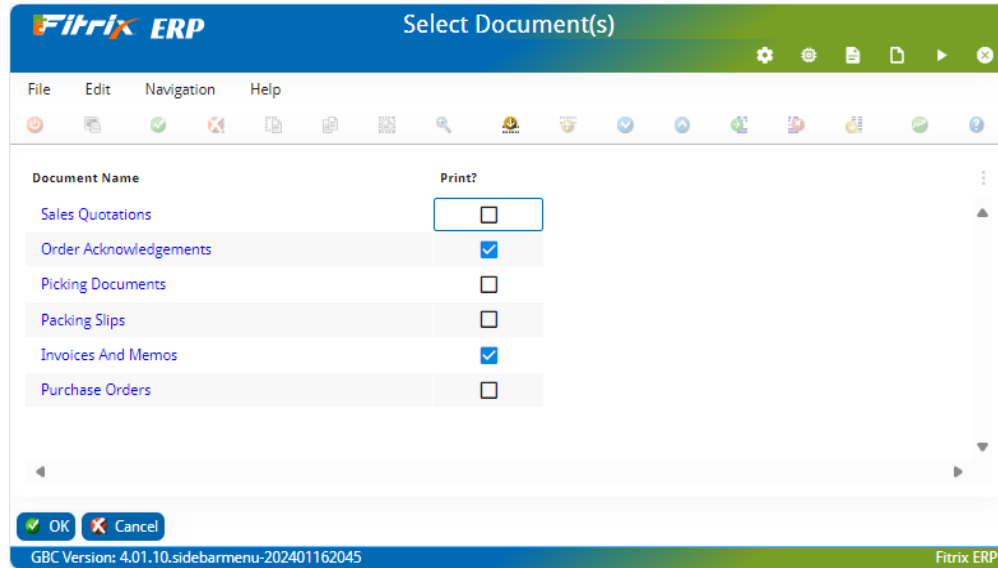 Fitrix ERP Select Document(s)
File Edit Navigation Help
Document Name Print?
Sales Quotations
Order Acknowledgements
Picking Documents
Packing Slips
Invoices And Memos
Purchase Orders
OK Cancel
GBC Version: 4.01.10.sidebarmenu-202401162045 Fitrix ERP